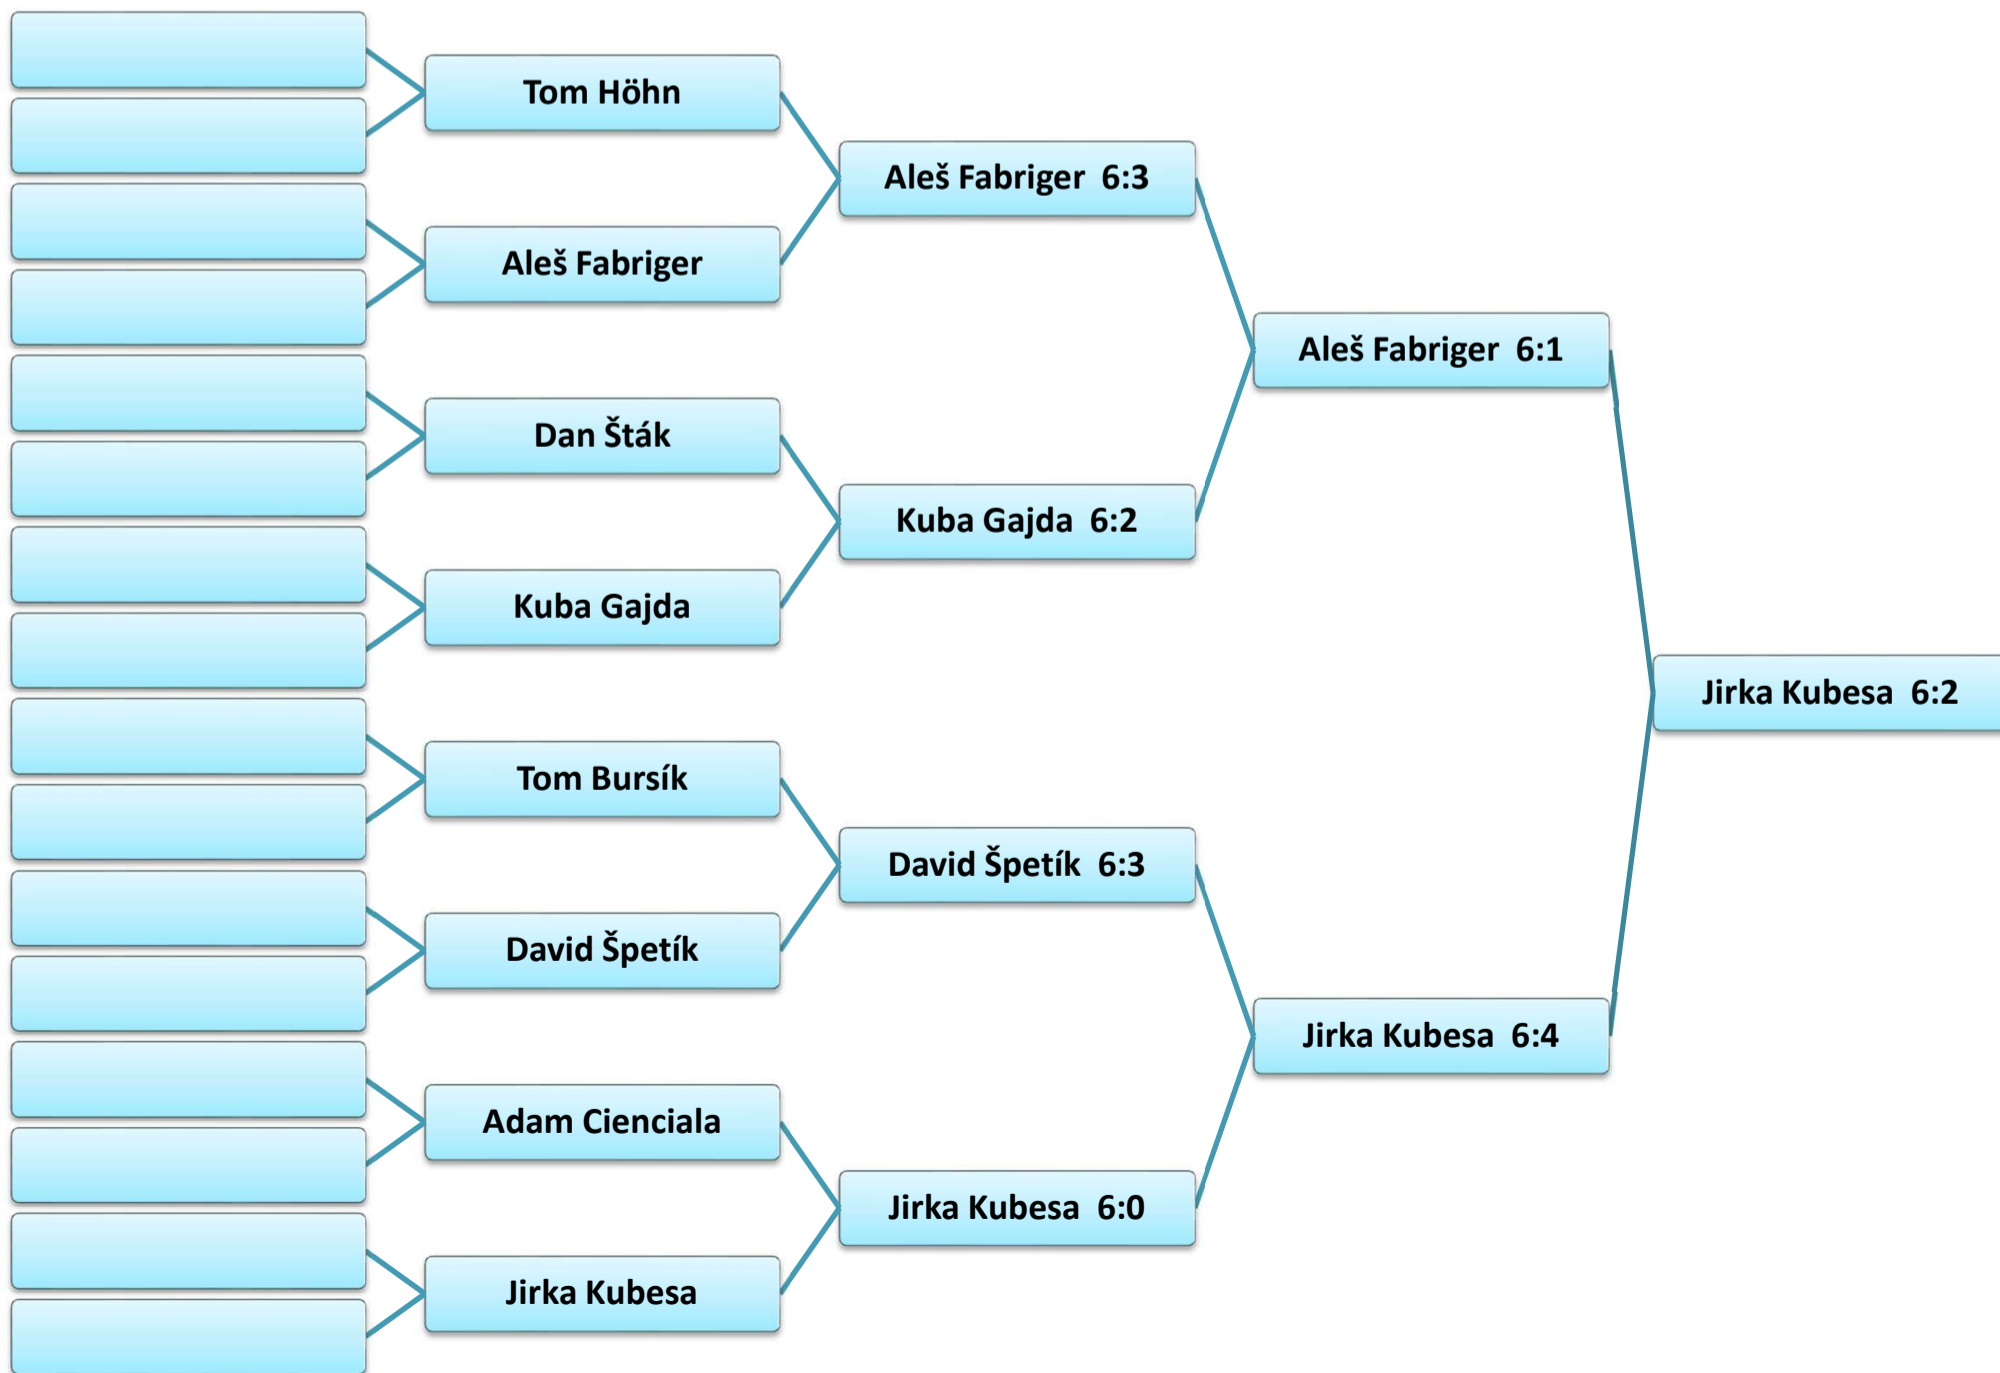 Tom Höhn
Aleš Fabriger
Dan Šták
Kuba Gajda
Tom Bursík
David Špetík
Adam Cienciala
Jirka Kubesa
Aleš Fabriger 6:3
Kuba Gajda 6:2
David Špetík 6:3
Jirka Kubesa 6:0
Aleš Fabriger 6:1
Jirka Kubesa 6:4
Jirka Kubesa 6:2